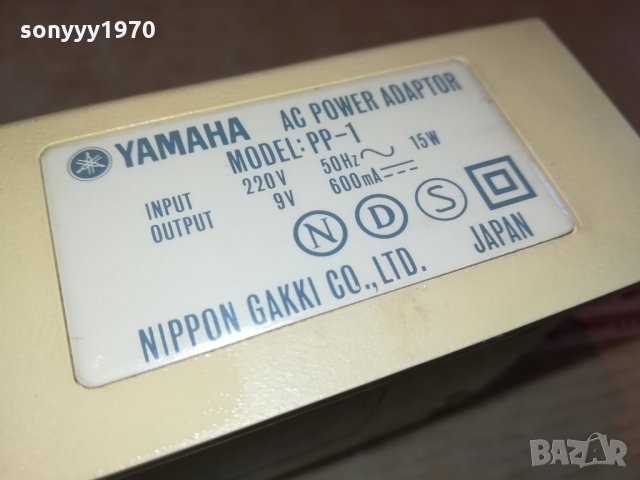 sonyyy1970
YAMAHA AC POWER ADAPTOR
MODEL: PP-1
INPUT 220V 50Hz 15W
OUTPUT 9V 600mA
N D S
NIPPON GAKKI CO., LTD. JAPAN
BAZAR